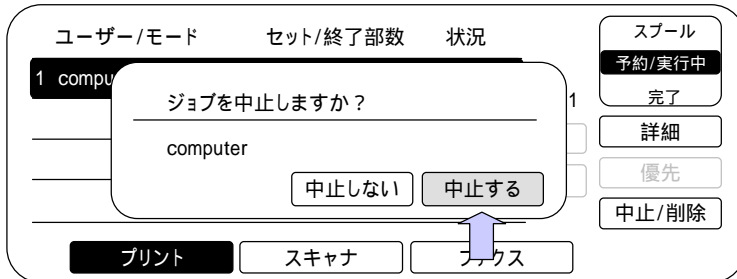 ユーザー/モード セット/終了部数 状況
スプール
予約/実行中
完了
1 compu
1
ジョブを中止しますか？
computer
中止しない 中止する
詳細
優先
中止/削除
プリント スキャナ ファクス